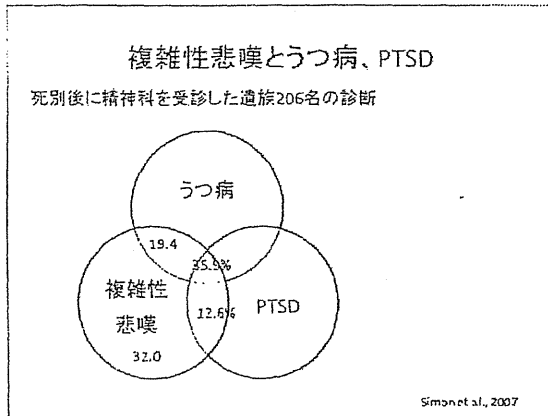 複雑性悲嘆とうつ病、PTSD
死別後に精神科を受診した遺族206名の診断
うつ病
19.4
35.9%
複雑性
悲嘆
12.6%
PTSD
32.0
Simon et al., 2007